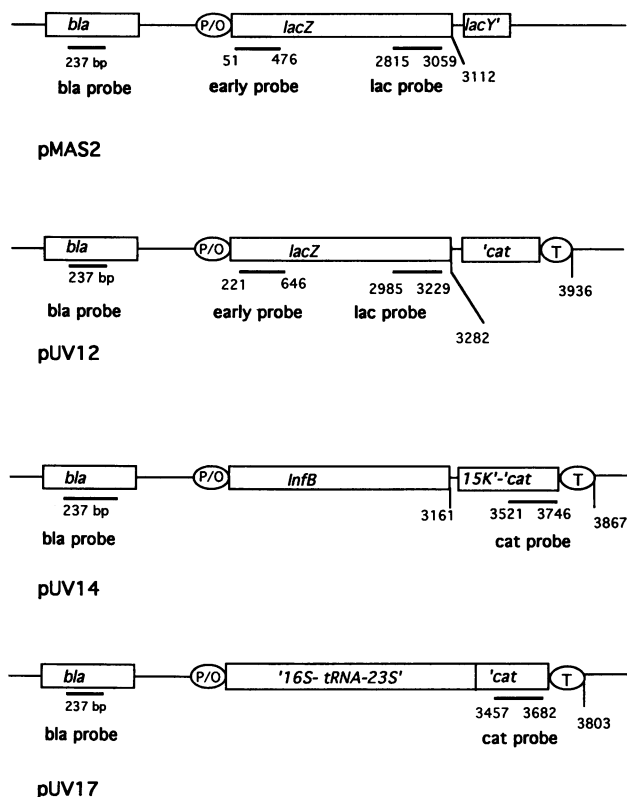 bla P/O lacZ lacY'
237 bp 51 476 2815 3059 3112
bla probe early probe lac probe
pMAS2
bla P/O lacZ 'cat T
237 bp 221 646 2985 3229 3936
bla probe early probe lac probe
3282
pUV12
bla P/O InfB 15K'-'cat T
237 bp 3161 3521 3746 3867
bla probe cat probe
pUV14
bla P/O '16S- tRNA-23S' 'cat T
237 bp 3457 3682 3803
bla probe cat probe
pUV17